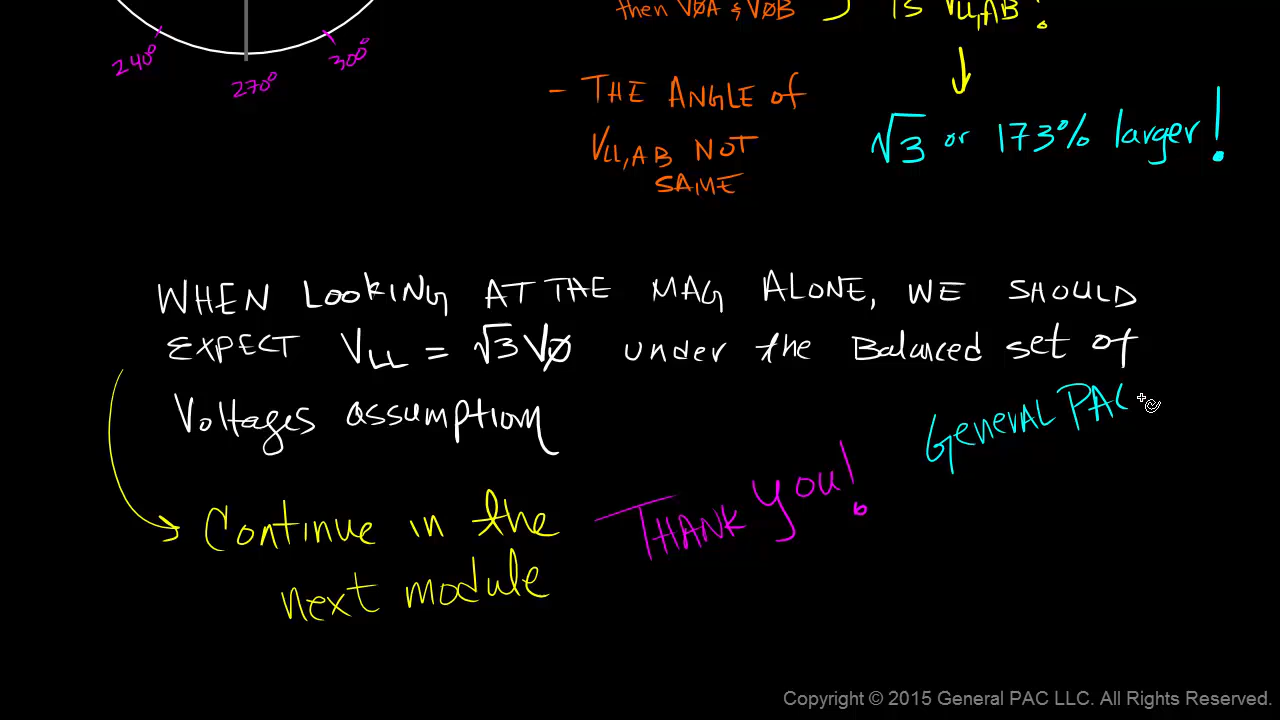 then VØA & VØB
is VLL,AB!
240°
270°
300°
- THE ANGLE of
VLL,AB NOT
SAME
√3 or 173% larger!
WHEN LOOKING AT THE MAG ALONE, WE SHOULD
EXPECT VLL = √3 VØ under the Balanced set of
Voltages assumption
General PAC
THANK YOU!
Continue in the
next module
Copyright © 2015 General PAC LLC. All Rights Reserved.